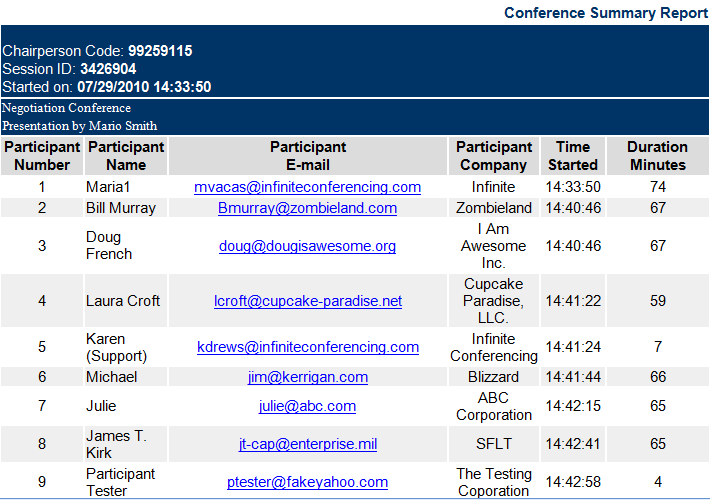 Conference Summary Report
Chairperson Code: 99259115
Session ID: 3426904
Started on: 07/29/2010 14:33:50
Negotiation Conference
Presentation by Mario Smith
Participant Participant Participant Participant Time Duration
Number Name E-mail Company Started Minutes
1 Maria1 mvacas@infiniteconferencing.com Infinite 14:33:50 74
2 Bill Murray Bmurray@zombieland.com Zombieland 14:40:46 67
3 Doug French doug@dougisawesome.org I Am Awesome Inc. 14:40:46 67
4 Laura Croft lcroft@cupcake-paradise.net Cupcake Paradise, LLC. 14:41:22 59
5 Karen (Support) kdrews@infiniteconferencing.com Infinite Conferencing 14:41:24 7
6 Michael jim@kerrigan.com Blizzard 14:41:44 66
7 Julie julie@abc.com ABC Corporation 14:42:15 65
8 James T. Kirk jt-cap@enterprise.mil SFLT 14:42:41 65
9 Participant Tester ptester@fakeyahoo.com The Testing Coporation 14:42:58 4